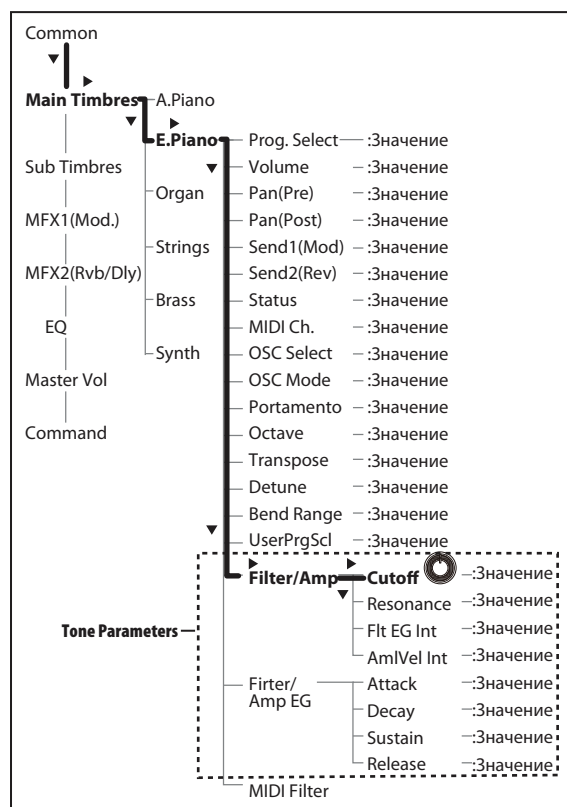 Common
Main Timbres
A.Piano
E.Piano
Prog. Select :Значение
Sub Timbres
Volume :Значение
Organ
Pan(Pre) :Значение
MFX1(Mod.)
Pan(Post) :Значение
Strings
Send1(Mod) :Значение
MFX2(Rvb/Dly)
Send2(Rev) :Значение
Brass
Status :Значение
EQ
MIDI Ch. :Значение
Synth
OSC Select :Значение
Master Vol
OSC Mode :Значение
Portamento :Значение
Command
Octave :Значение
Transpose :Значение
Detune :Значение
Bend Range :Значение
UserPrgScl :Значение
Filter/Amp Cutoff :Значение
Resonance :Значение
Tone Parameters
Flt EG Int :Значение
AmlVel Int :Значение
Firter/
Amp EG
Attack :Значение
Decay :Значение
Sustain :Значение
Release :Значение
MIDI Filter